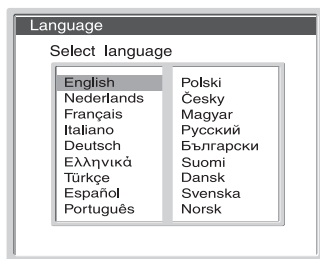 Language
Select language
English
Nederlands
Français
Italiano
Deutsch
Ελληνικά
Türkçe
Español
Português
Polski
Česky
Magyar
Русский
Български
Suomi
Dansk
Svenska
Norsk